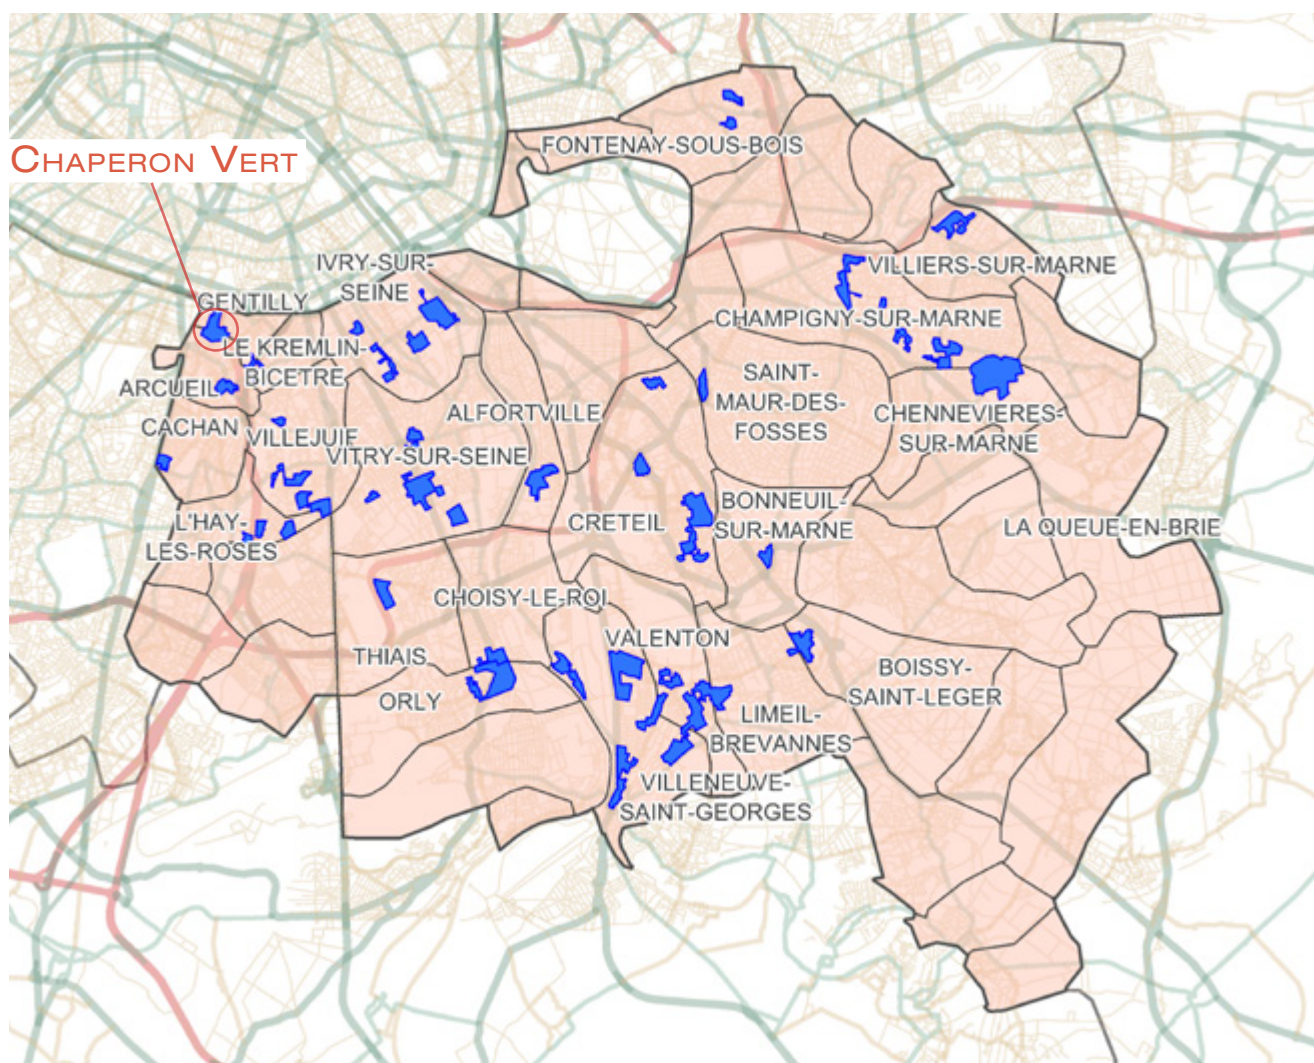 FONTENAY-SOUS-BOIS
CHAPERON VERT
IVRY-SUR-
SEINE
VILLIERS-SUR-MARNE
GENTILLY
CHAMPIGNY-SUR-MARNE
LE KREMLIN-
BICETRE
SAINT-
MAUR-DES-
FOSSES
ARCUEIL
ALFORTVILLE
CHENNEVIERES-
SUR-MARNE
CACHAN
VILLEJUIF
VITRY-SUR-SEINE
BONNEUIL-
SUR-MARNE
L'HAY-
LES-ROSES
CRETEIL
LA QUEUE-EN-BRIE
CHOISY-LE-ROI
VALENTON
THIAIS
BOISSY-
SAINT-LEGER
ORLY
LIMEIL-
BREVANNES
VILLENEUVE-
SAINT-GEORGES